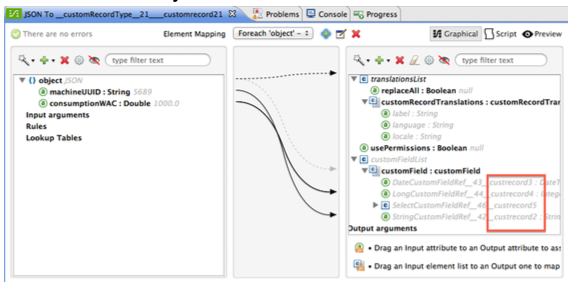 JSON To __customRecordType__21___customrecord21
Problems
Console
Progress
There are no errors
Element Mapping
Foreach 'object' -
Graphical
Script
Preview
type filter text
{} object JSON
machineUUID : String 5689
consumptionWAC : Double 1000.0
Input arguments
Rules
Lookup Tables
type filter text
translationsList
replaceAll : Boolean null
customRecordTranslations : customRecordTran
label : String
language : String
locale : String
usePermissions : Boolean null
customFieldList
customField : customField
DateCustomFieldRef__43__custrecord3 : DateT
LongCustomFieldRef__44__custrecord4 : Intege
SelectCustomFieldRef__46__custrecord5
StringCustomFieldRef__42__custrecord2 : Strin
Output arguments
• Drag an Input attribute to an Output attribute to ass
• Drag an Input element list to an Output one to map